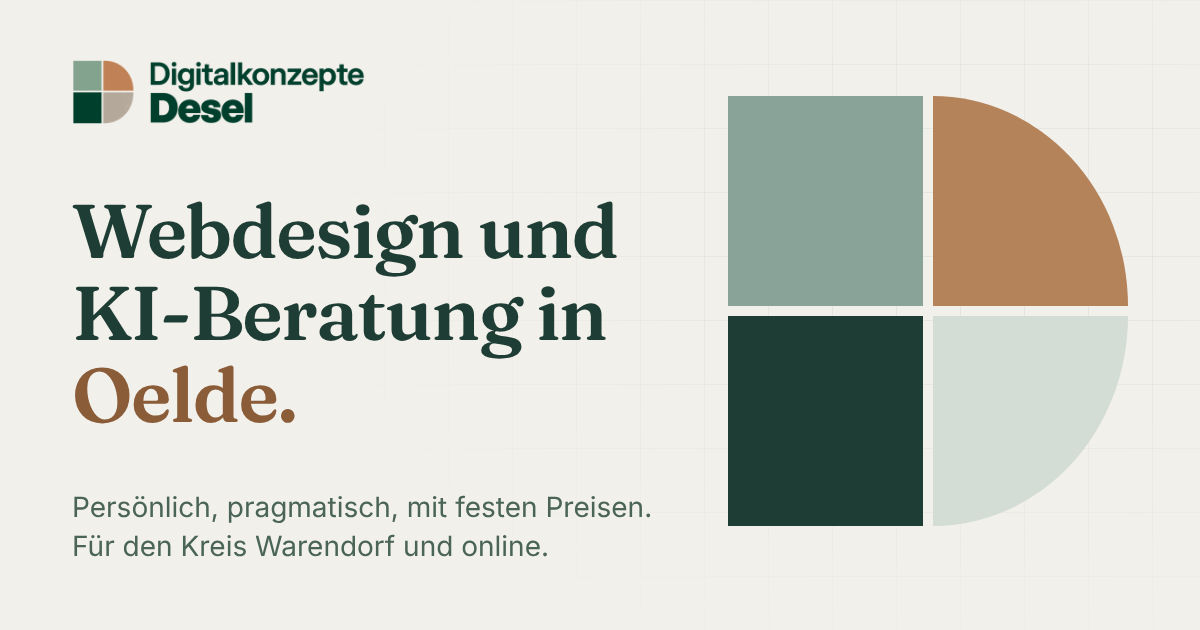 Digitalkonzepte
Desel
Webdesign und
KI-Beratung in
Oelde.
Persönlich, pragmatisch, mit festen Preisen.
Für den Kreis Warendorf und online.